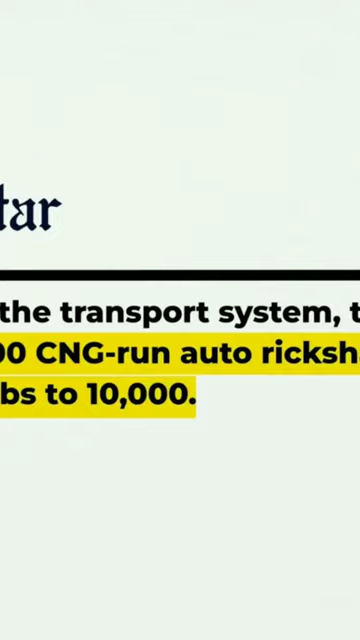 tar
the transport system, t
00 CNG-run auto ricksh
bs to 10,000.